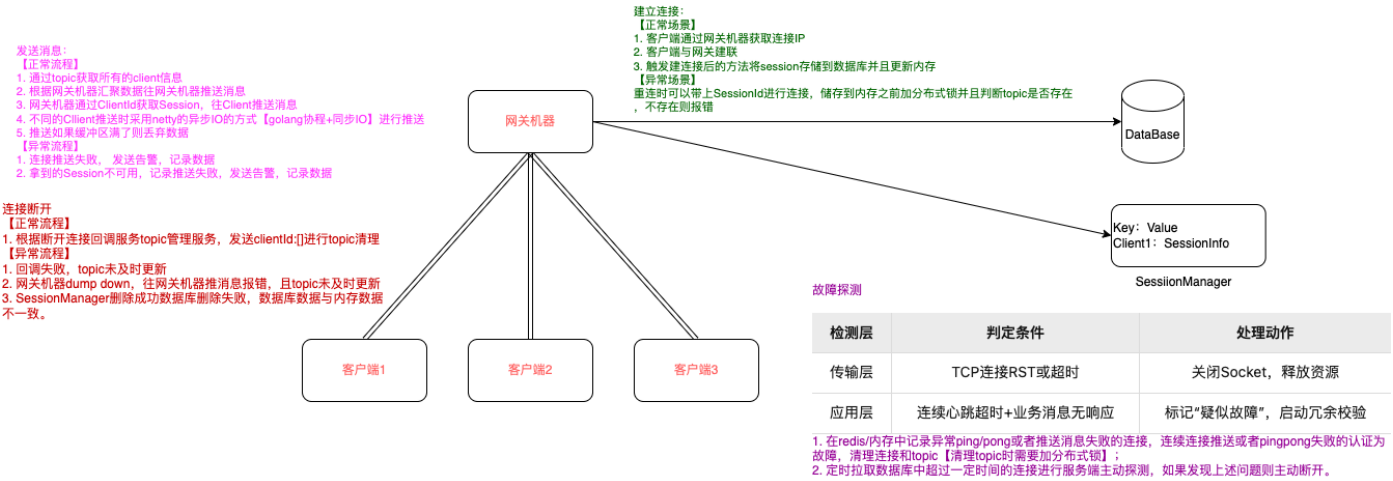 发送消息：
【正常流程】
1. 通过topic获取所有的client信息
2. 根据网关机器汇聚数据往网关机器推送消息
3. 网关机器通过ClientId获取Session，往Client推送消息
4. 不同的Cllient推送时采用netty的异步IO的方式【golang协程+同步IO】进行推送
5. 推送如果缓冲区满了则丢弃数据
【异常流程】
1. 连接推送失败， 发送告警，记录数据
2. 拿到的Session不可用，记录推送失败，发送告警，记录数据
建立连接：
【正常场景】
1. 客户端通过网关机器获取连接IP
2. 客户端与网关建联
3. 触发建连接后的方法将session存储到数据库并且更新内存
【异常场景】
重连时可以带上SessionId进行连接，储存到内存之前加分布式锁并且判断topic是否存在
，不存在则报错
网关机器
DataBase
连接断开
【正常流程】
1. 根据断开连接回调服务topic管理服务，发送clientId:[]进行topic清理
【异常流程】
1. 回调失败，topic未及时更新
2. 网关机器dump down，往网关机器推消息报错，且topic未及时更新
3. SessionManager删除成功数据库删除失败，数据库数据与内存数据
不一致。
Key：Value
Client1：SessionInfo
SessiionManager
客户端1
客户端2
客户端3
故障探测
检测层 判定条件 处理动作
传输层 TCP连接RST或超时 关闭Socket，释放资源
应用层 连续心跳超时+业务消息无响应 标记“疑似故障”，启动冗余校验
1. 在redis/内存中记录异常ping/pong或者推送消息失败的连接，连续连接推送或者pingpong失败的认证为
故障，清理连接和topic【清理topic时需要加分布式锁】；
2. 定时拉取数据库中超过一定时间的连接进行服务端主动探测，如果发现上述问题则主动断开。